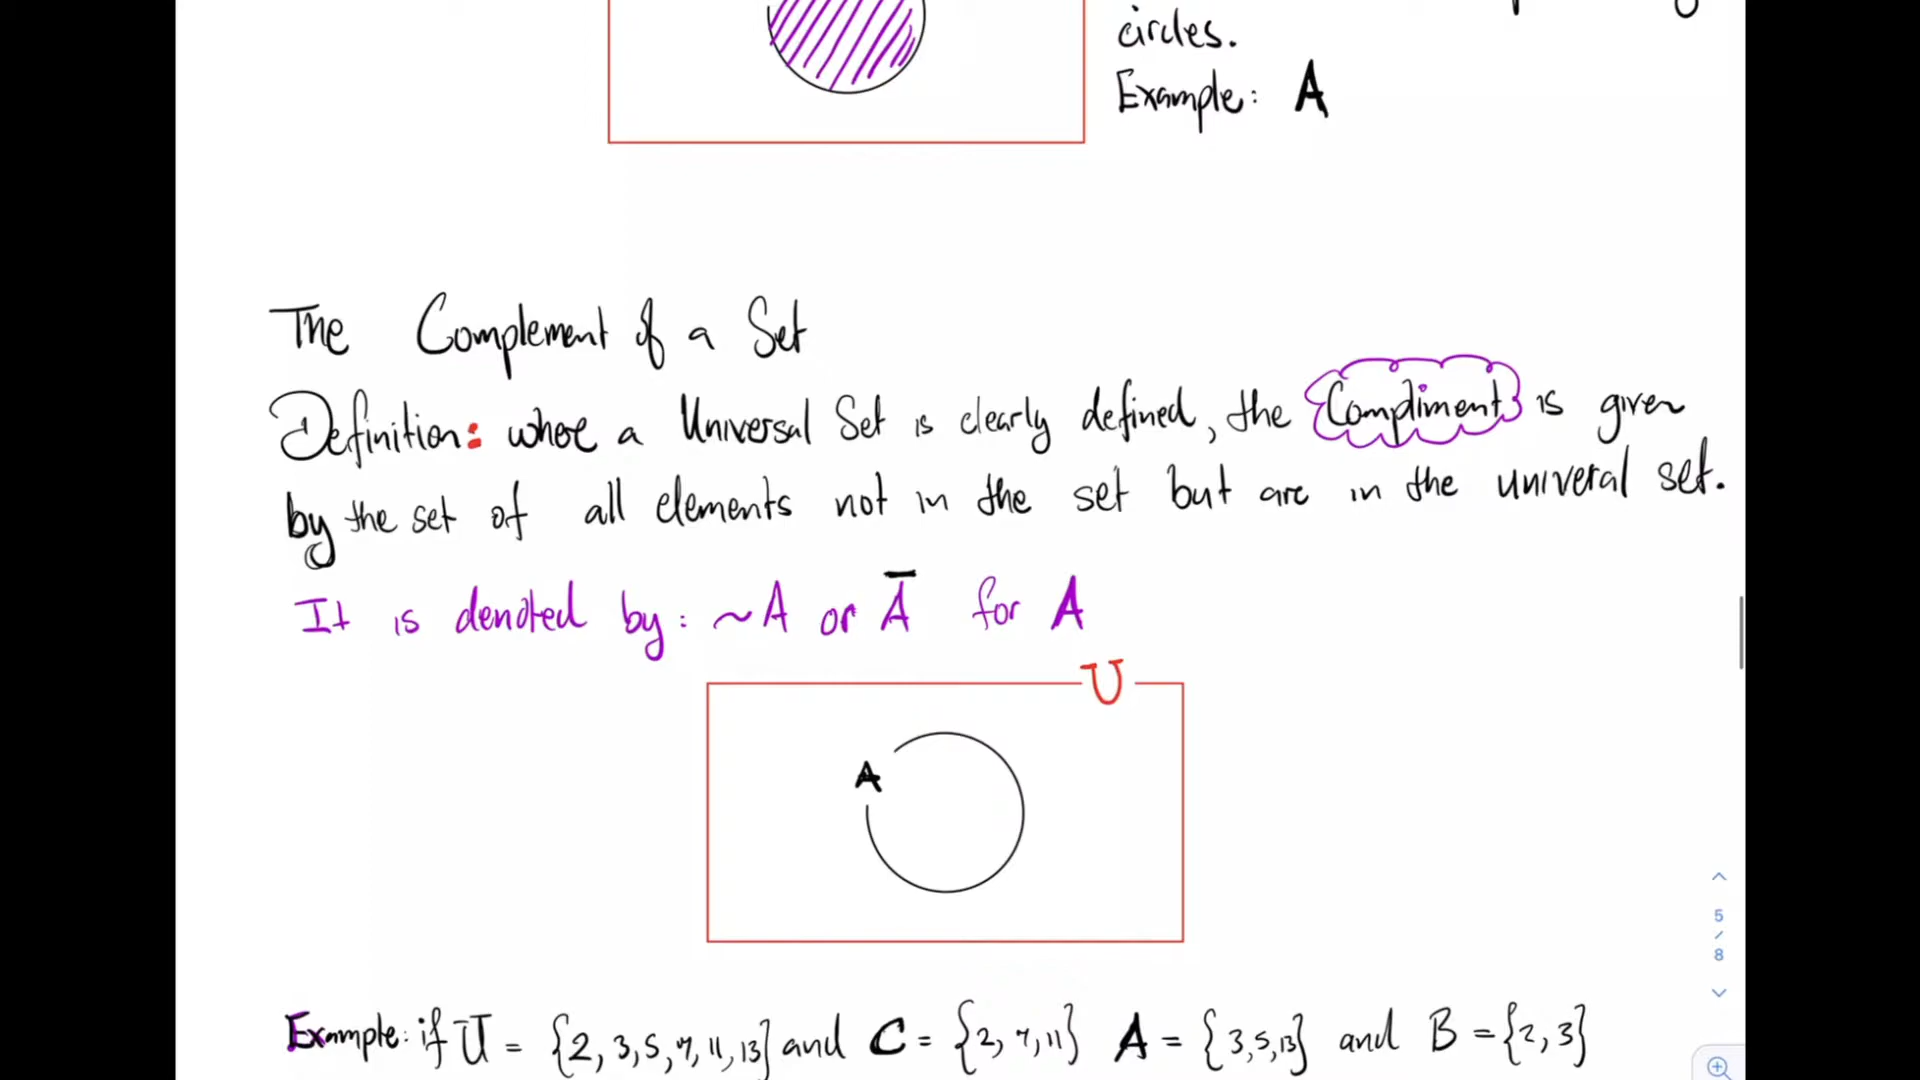 circles.
Example: A
The Complement of a Set
Definition: where a Universal Set is clearly defined, the Compliment is given
by the set of all elements not in the set but are in the univeral set.
It is denoted by: ~A or A̅ for A
U
A
Example: if U = {2, 3, 5, 7, 11, 13} and C = {2, 7, 11} A = {3, 5, 13} and B = {2, 3}
5
/
8